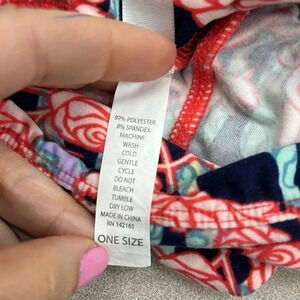 92% POLYESTER
8% SPANDEX
MACHINE
WASH
COLD
GENTLE
CYCLE
DO NOT
BLEACH
TUMBLE
DRY LOW
MADE IN CHINA
RN 142161
ONE SIZE